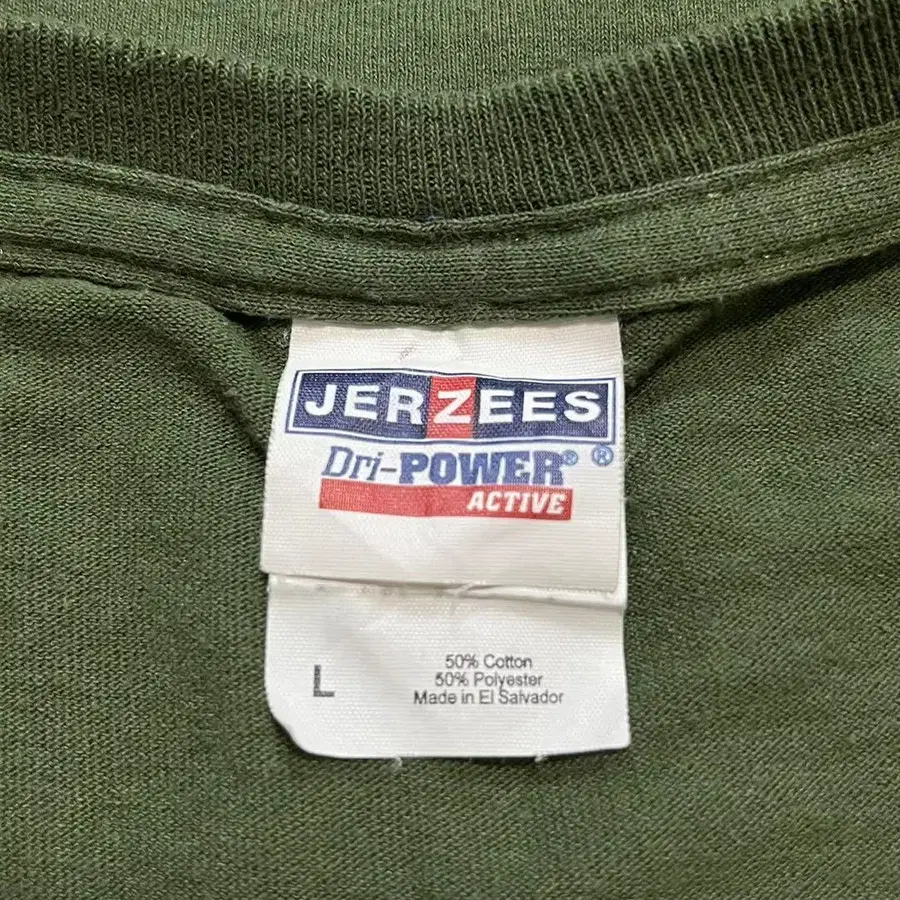 JERZEES
Dri-POWER® ®
ACTIVE
L
50% Cotton
50% Polyester
Made in El Salvador